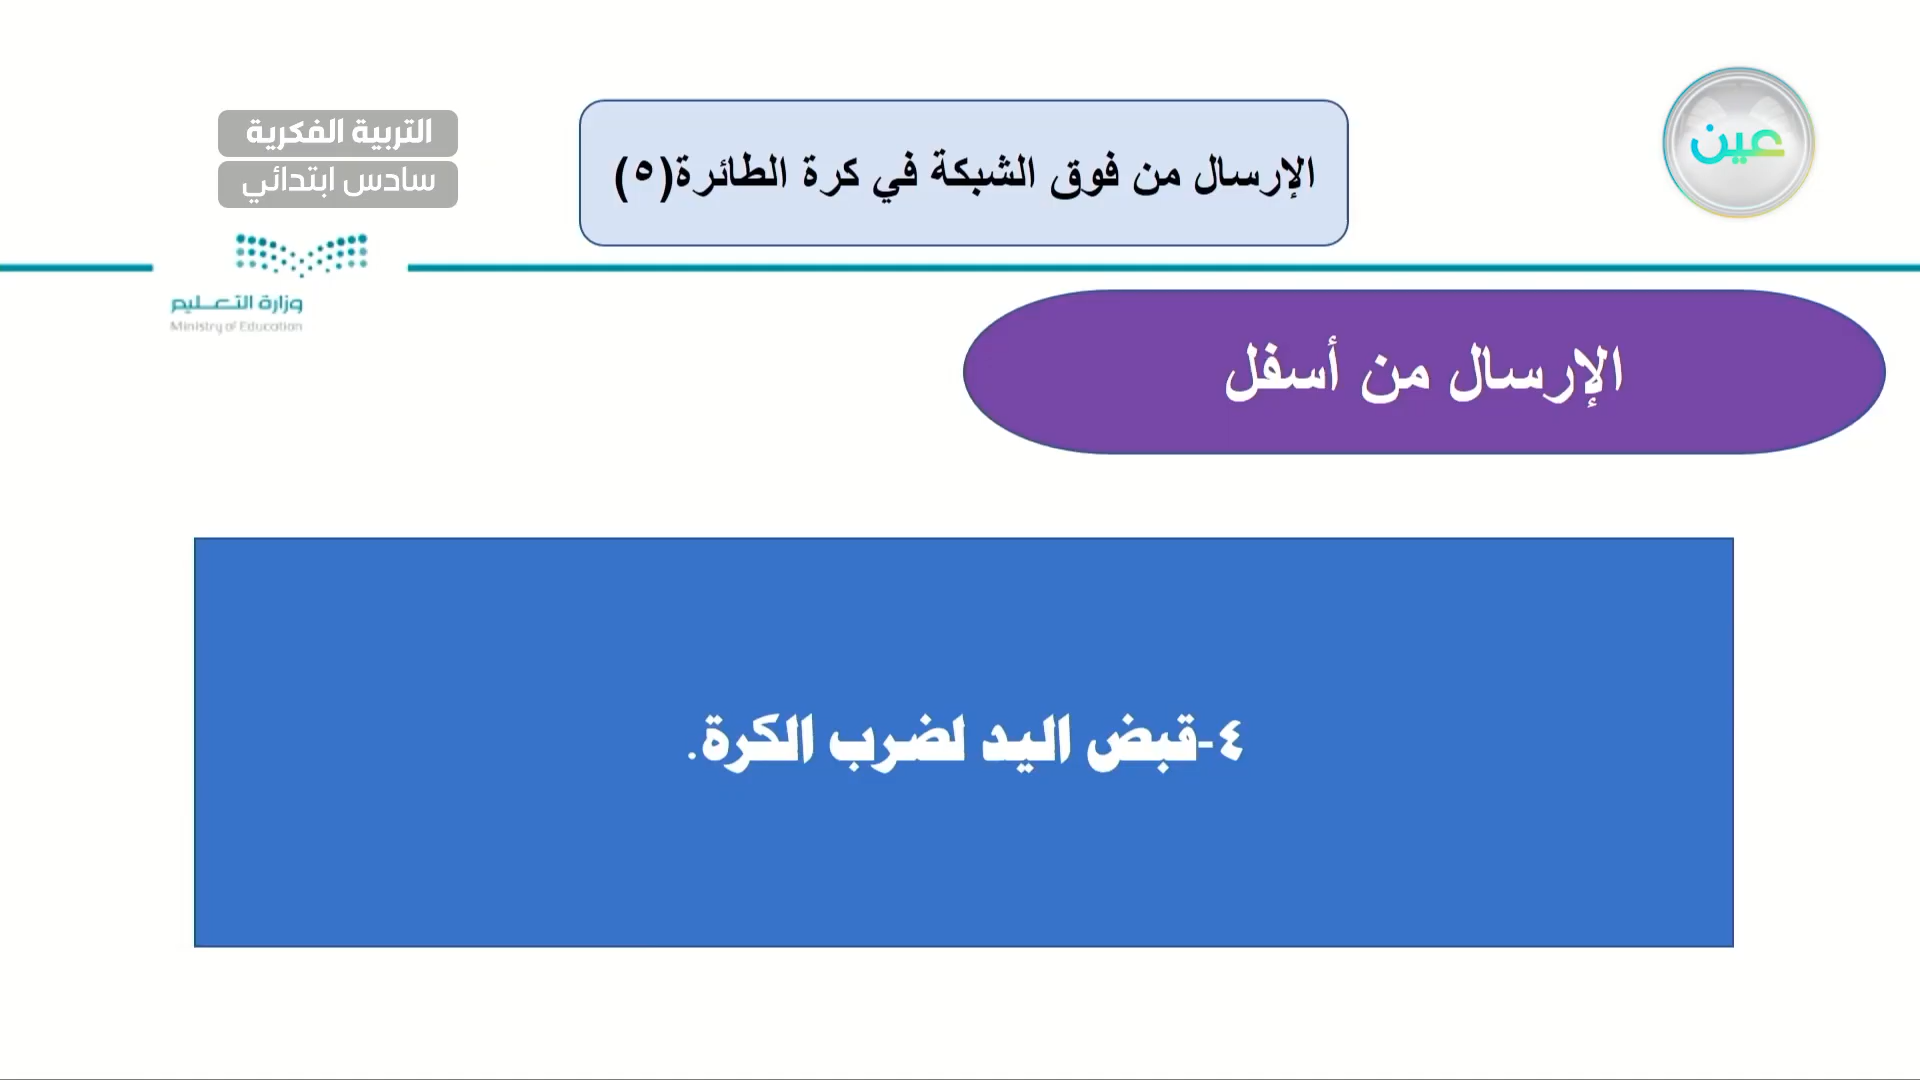 عين
الإرسال من فوق الشبكة في كرة الطائرة(٥)
التربية الفكرية
سادس ابتدائي
وزارة التعـــليم
Ministry of Education
الإرسال من أسفل
٤-قبض اليد لضرب الكرة.